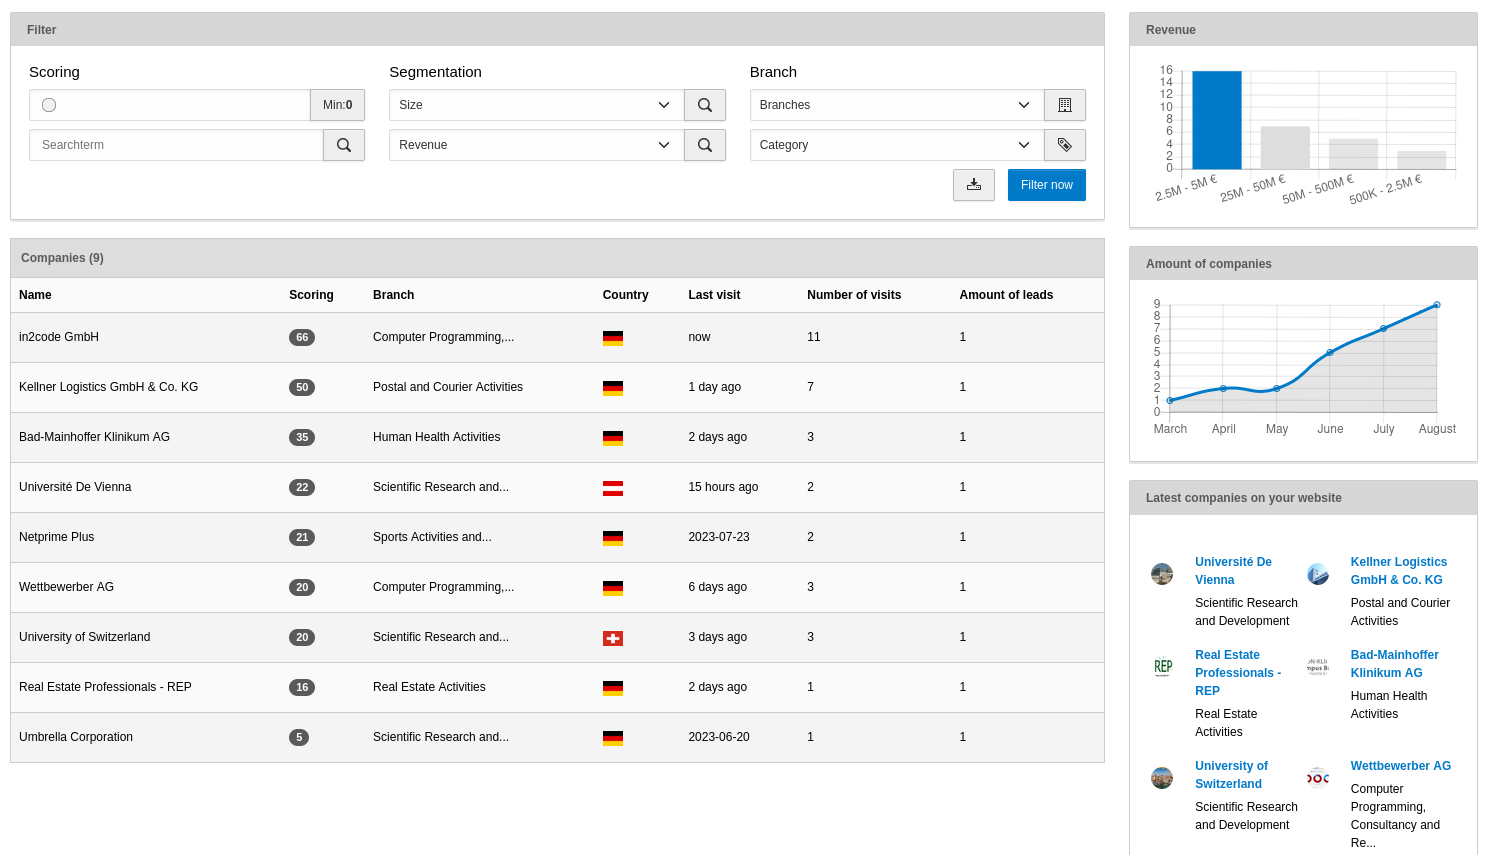 Filter
Scoring
Segmentation
Branch
Min:0
Size
Branches
Searchterm
Revenue
Category
Filter now
Companies (9)
Name Scoring Branch Country Last visit Number of visits Amount of leads
in2code GmbH 66 Computer Programming,... now 11 1
Kellner Logistics GmbH & Co. KG 50 Postal and Courier Activities 1 day ago 7 1
Bad-Mainhoffer Klinikum AG 35 Human Health Activities 2 days ago 3 1
Université De Vienna 22 Scientific Research and... 15 hours ago 2 1
Netprime Plus 21 Sports Activities and... 2023-07-23 2 1
Wettbewerber AG 20 Computer Programming,... 6 days ago 3 1
University of Switzerland 20 Scientific Research and... 3 days ago 3 1
Real Estate Professionals - REP 16 Real Estate Activities 2 days ago 1 1
Umbrella Corporation 5 Scientific Research and... 2023-06-20 1 1
Revenue
16
14
12
10
8
6
4
2
0
2.5M - 5M € 25M - 50M € 50M - 500M € 500K - 2.5M €
Amount of companies
9
8
7
6
5
4
3
2
1
0
March April May June July August
Latest companies on your website
Université De
Vienna
Scientific Research
and Development
Kellner Logistics
GmbH & Co. KG
Postal and Courier
Activities
REP
Real Estate
Professionals -
REP
Real Estate
Activities
Bad-Mainhoffer
Klinikum AG
Human Health
Activities
University of
Switzerland
Scientific Research
and Development
Wettbewerber AG
Computer
Programming,
Consultancy and
Re...